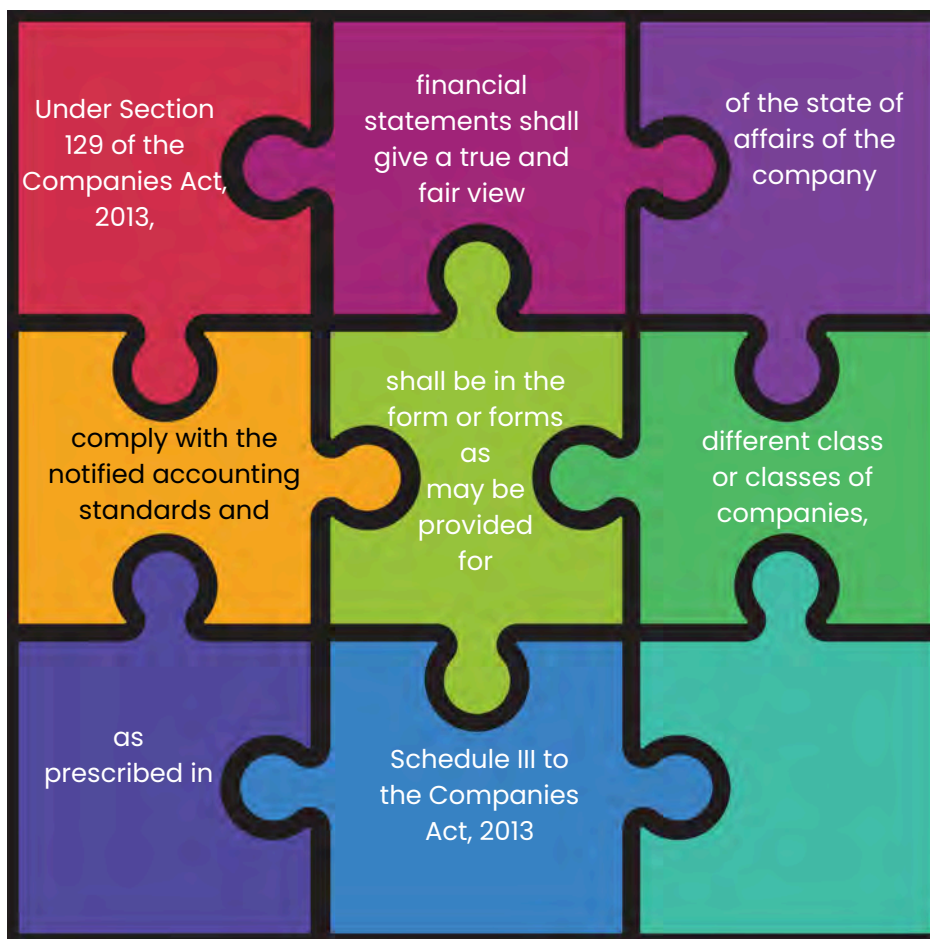 Under Section
129 of the
Companies Act,
2013,
financial
statements shall
give a true and
fair view
of the state of
affairs of the
company
comply with the
notified accounting
standards and
shall be in the
form or forms
as
may be
provided
for
different class
or classes of
companies,
as
prescribed in
Schedule III to
the Companies
Act, 2013